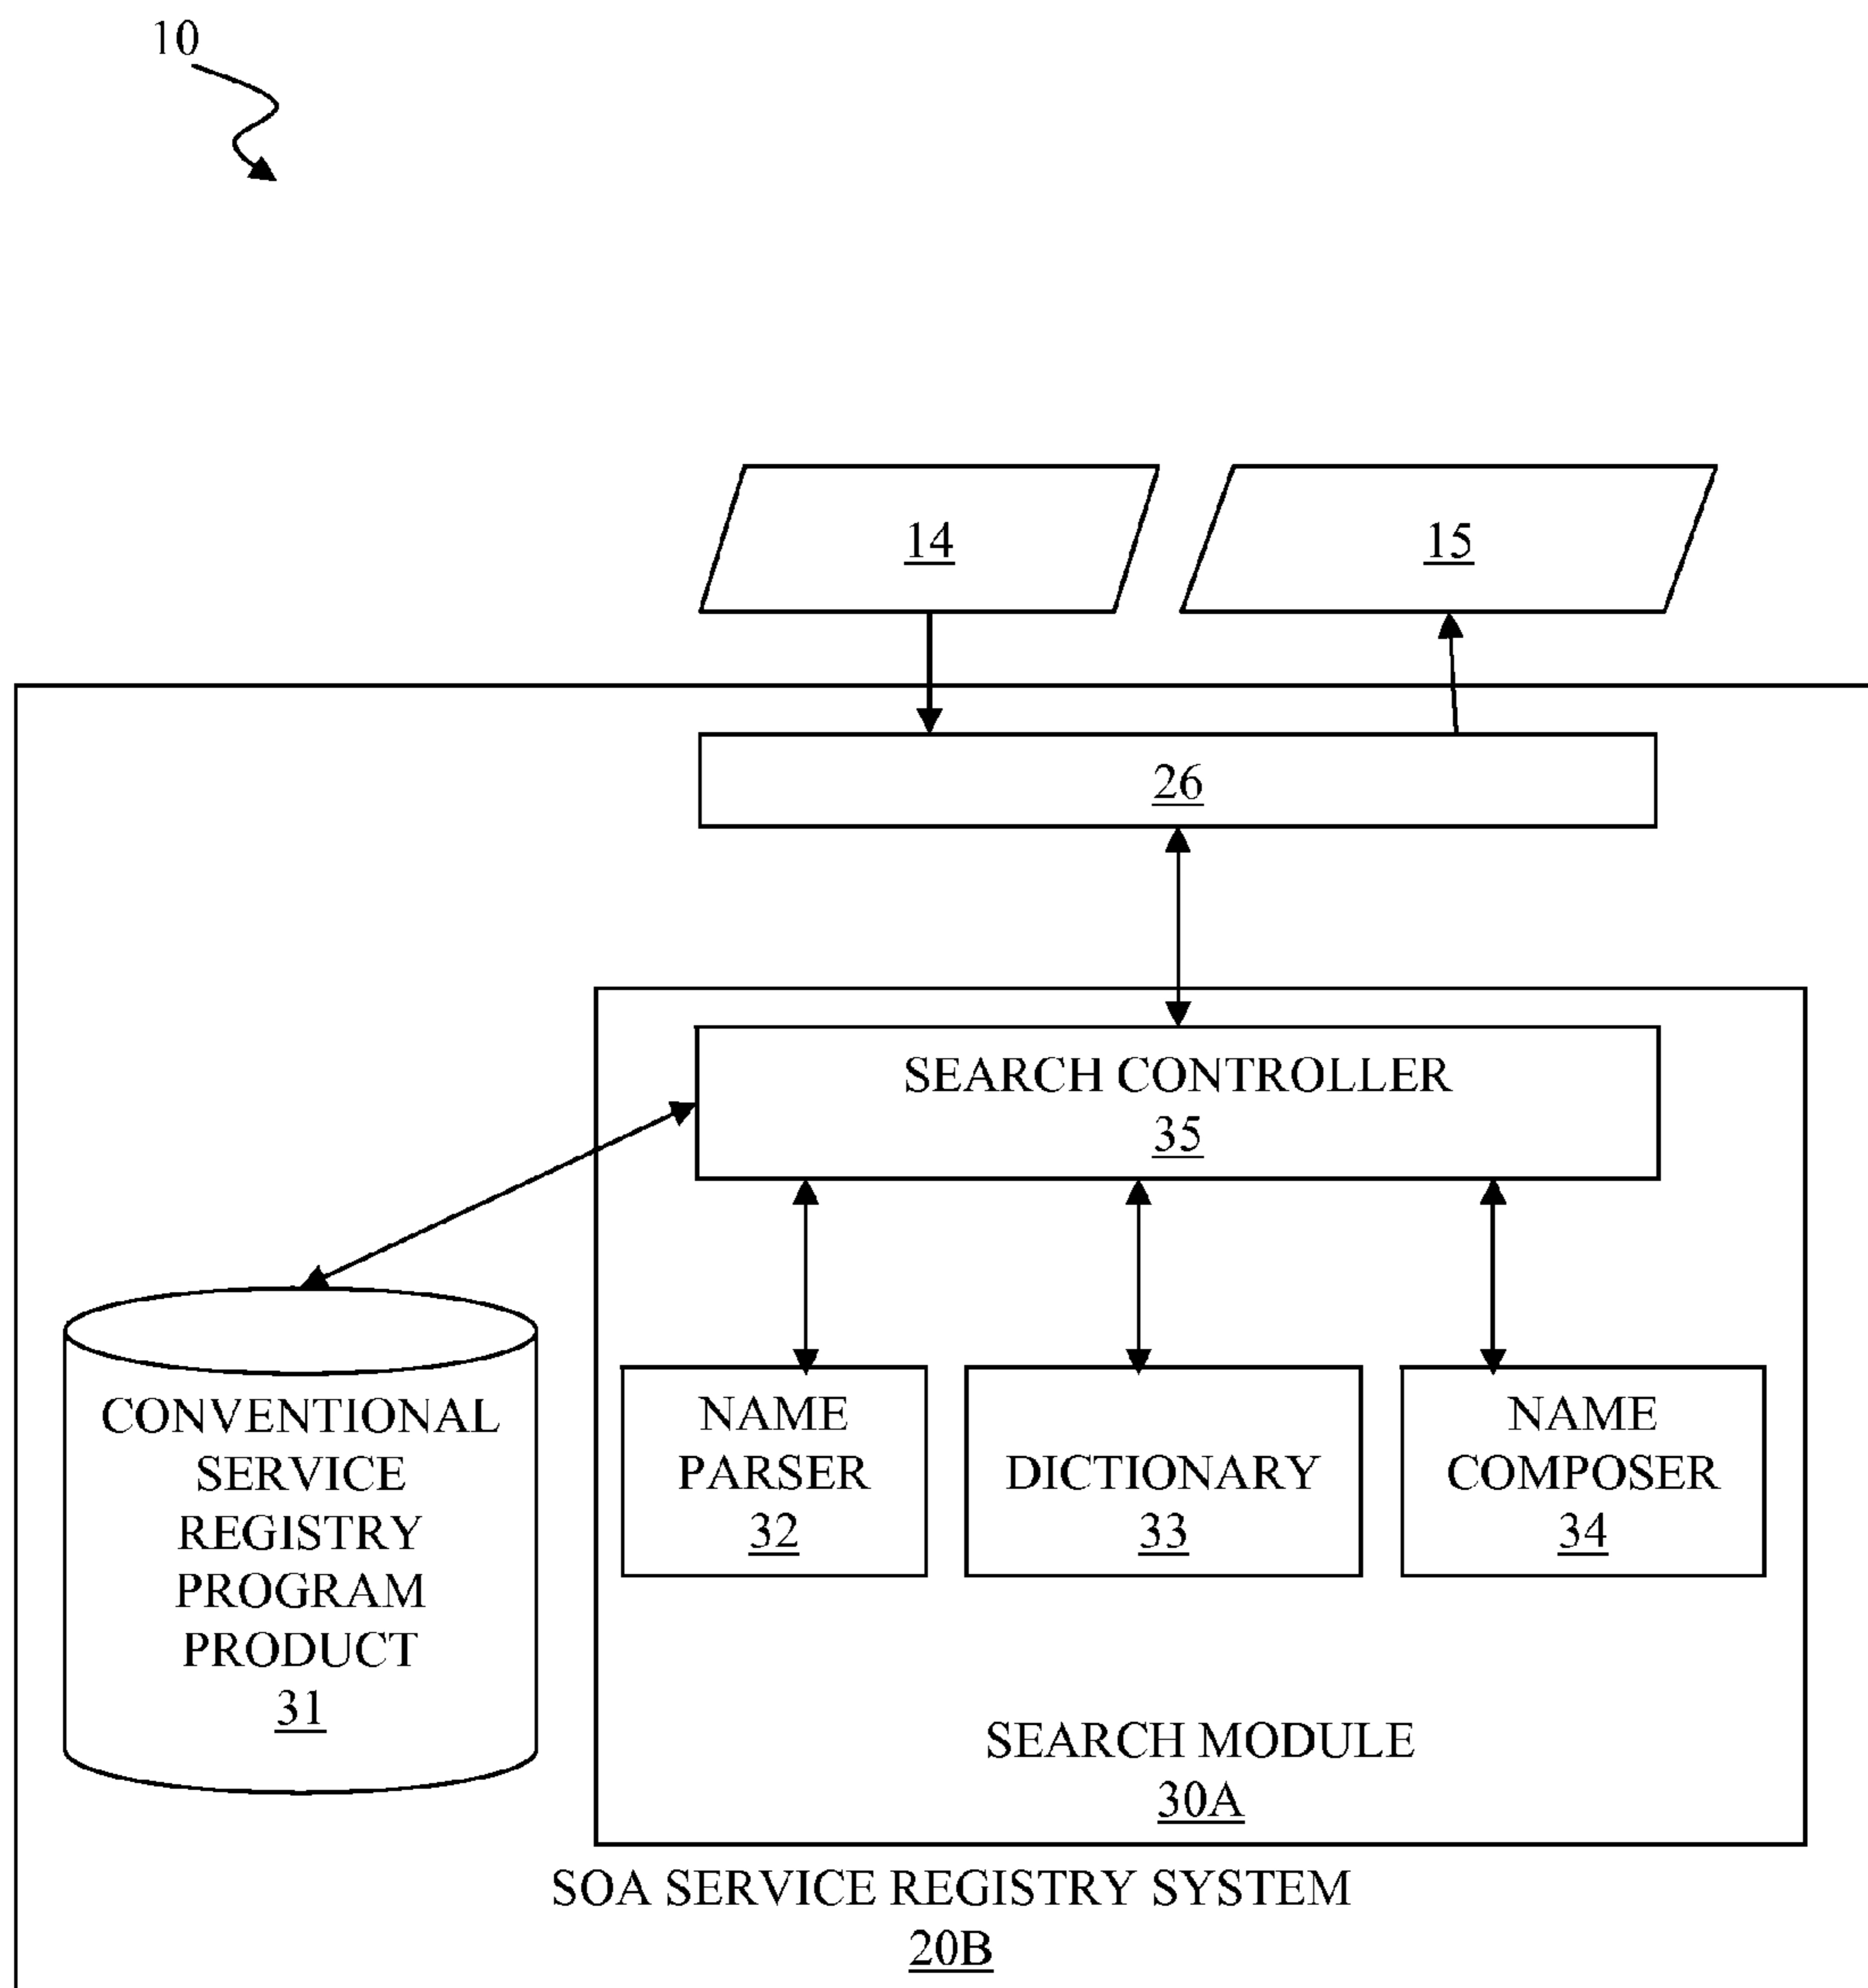 10
14
15
26
SEARCH CONTROLLER
35
NAME
PARSER
32
DICTIONARY
33
NAME
COMPOSER
34
CONVENTIONAL
SERVICE
REGISTRY
PROGRAM
PRODUCT
31
SEARCH MODULE
30A
SOA SERVICE REGISTRY SYSTEM
20B